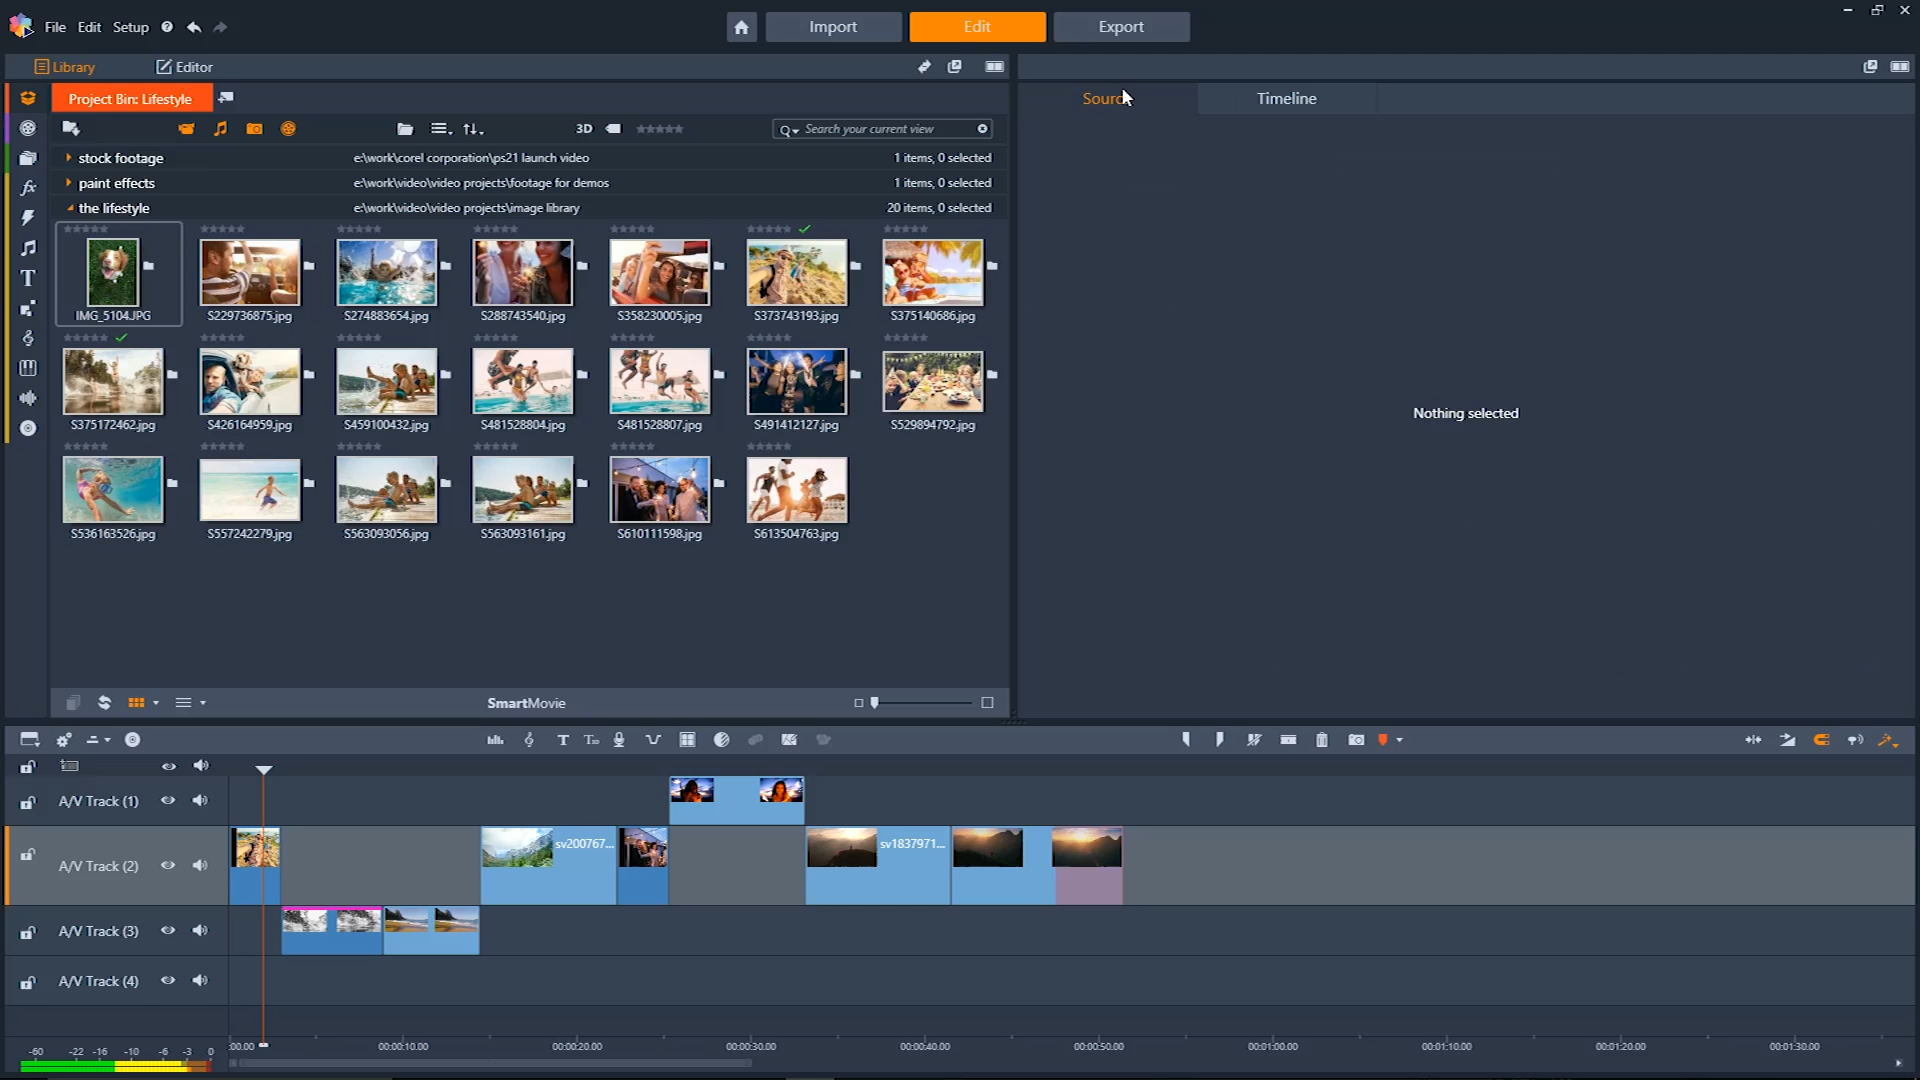 File Edit Setup
Import Edit Export
Library Editor
Project Bin: Lifestyle
Source Timeline
3D Search your current view
stock footage e:\work\corel corporation\ps21 launch video 1 items, 0 selected
paint effects e:\work\video\video projects\footage for demos 1 items, 0 selected
the lifestyle e:\work\video\video projects\image library 20 items, 0 selected
IMG_5104.JPG S229736875.jpg S274883654.jpg S288743540.jpg S358230005.jpg S373743193.jpg S375140686.jpg
Nothing selected
S375172462.jpg S426164959.jpg S459100432.jpg S481528804.jpg S481528807.jpg S491412127.jpg S529894792.jpg
S536163526.jpg S557242279.jpg S563093056.jpg S563093161.jpg S610111598.jpg S613504763.jpg
SmartMovie
A/V Track (1)
A/V Track (2) sv200767... sv1837971...
A/V Track (3)
A/V Track (4)
-60 -22 -16 -10 -6 -3 0
:00.00 00:00:10.00 00:00:20.00 00:00:30.00 00:00:40.00 00:00:50.00 00:01:00.00 00:01:10.00 00:01:20.00 00:01:30.00